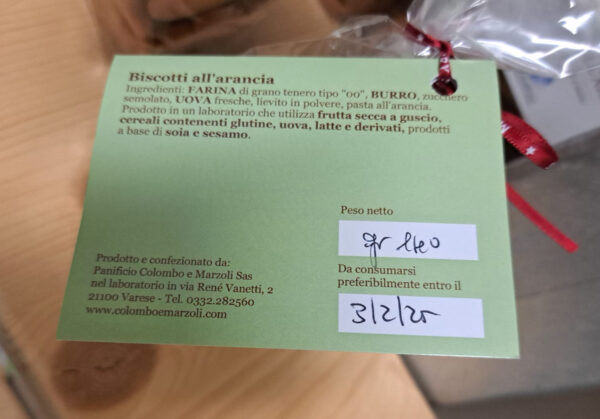 Biscotti all'arancia
Ingredienti: FARINA di grano tenero tipo "00", BURRO, zucchero
semolato, UOVA fresche, lievito in polvere, pasta all'arancia.
Prodotto in un laboratorio che utilizza frutta secca a guscio,
cereali contenenti glutine, uova, latte e derivati, prodotti
a base di soia e sesamo.
Peso netto
gr
Da consumarsi
preferibilmente entro il
3/2/25
Prodotto e confezionato da:
Panificio Colombo e Marzoli Sas
nel laboratorio in via René Vanetti, 2
21100 Varese - Tel. 0332.282560
www.colomboemarzoli.com